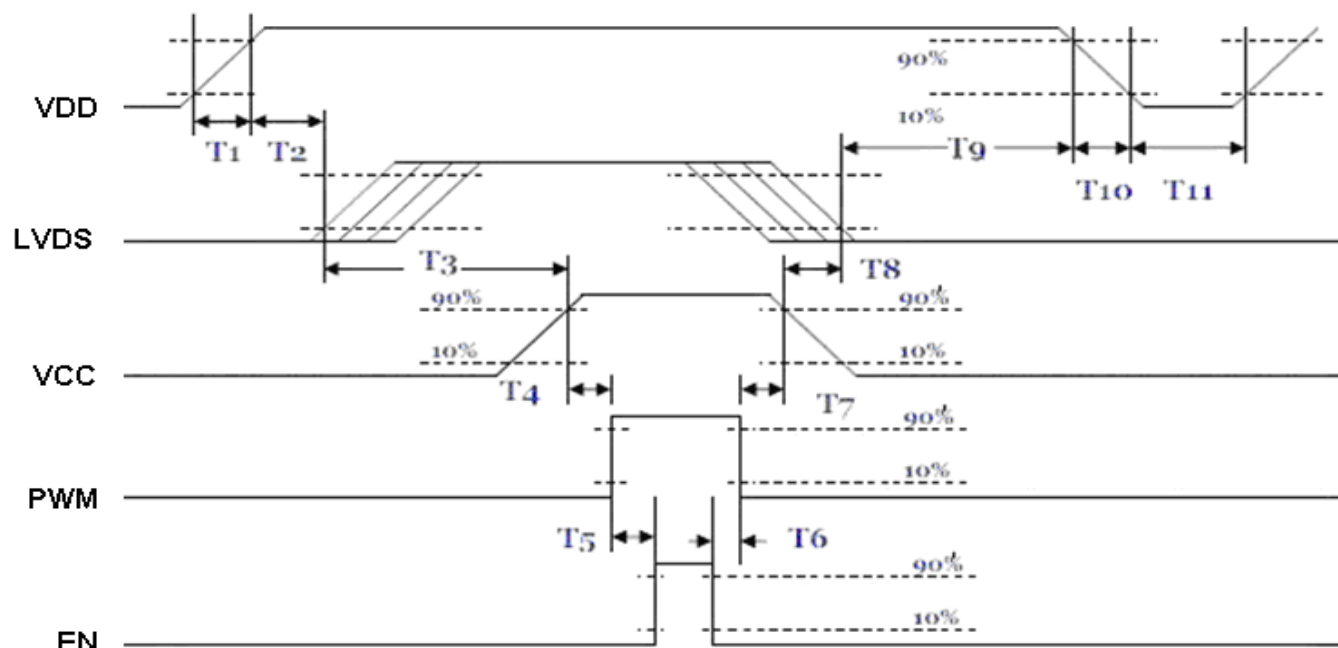 90%
10%
VDD
T1 T2 T9
T10 T11
LVDS
T3 T8
90% 90%
10% 10%
VCC
T4 T7
90%
10%
PWM
T5 T6
90%
10%
EN